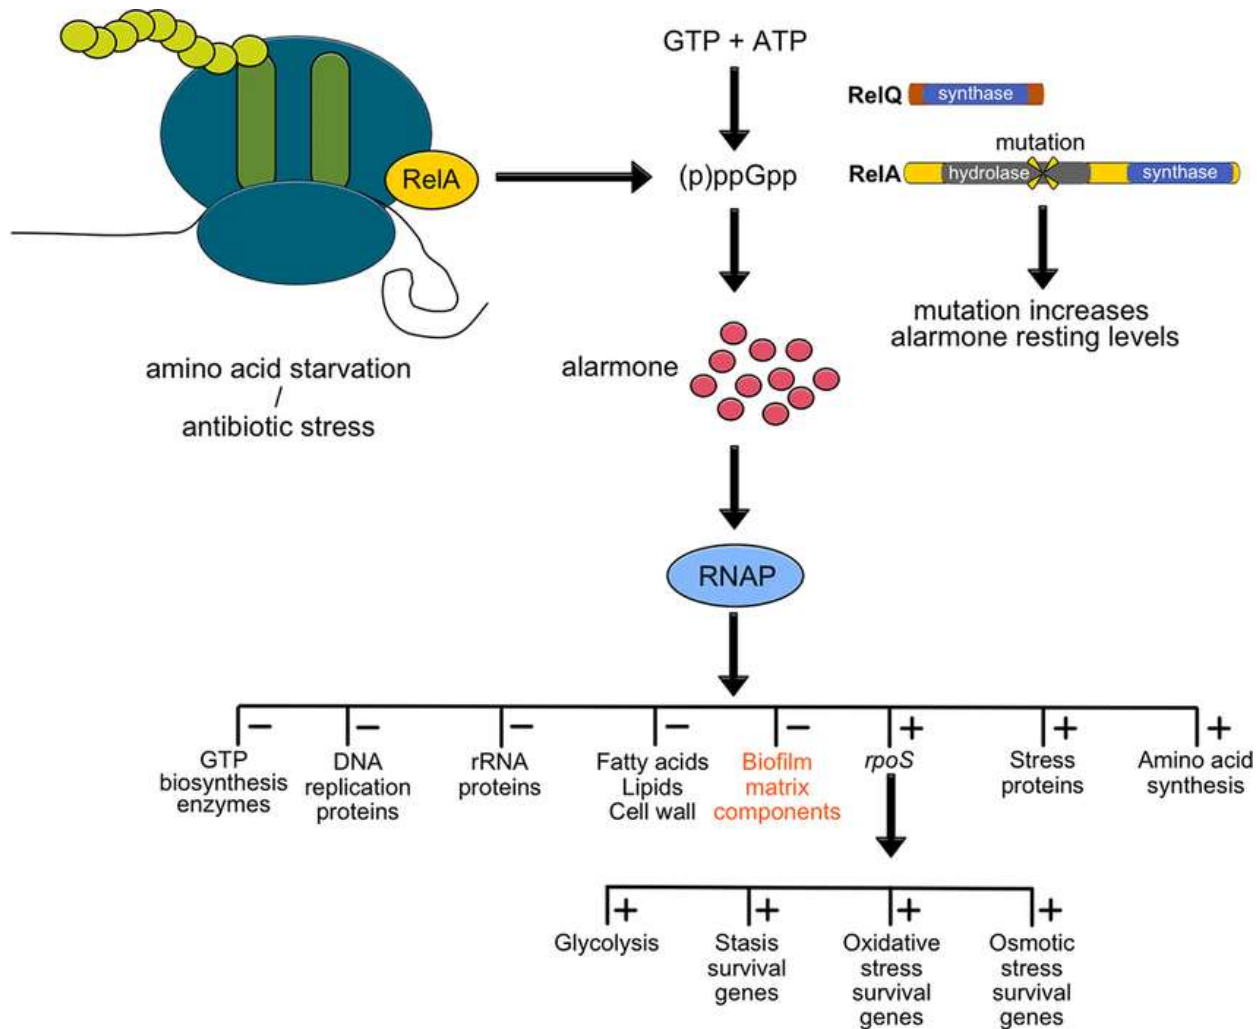 GTP + ATP
RelQ
synthase
mutation
RelA
(p)ppGpp
RelA
hydrolase
synthase
mutation increases
alarmone resting levels
amino acid starvation
/
antibiotic stress
alarmone
RNAP
− − − − − + + +
GTP
biosynthesis
enzymes
DNA
replication
proteins
rRNA
proteins
Fatty acids
Lipids
Cell wall
Biofilm
matrix
components
rpoS
Stress
proteins
Amino acid
synthesis
+ + + +
Glycolysis
Stasis
survival
genes
Oxidative
stress
survival
genes
Osmotic
stress
survival
genes